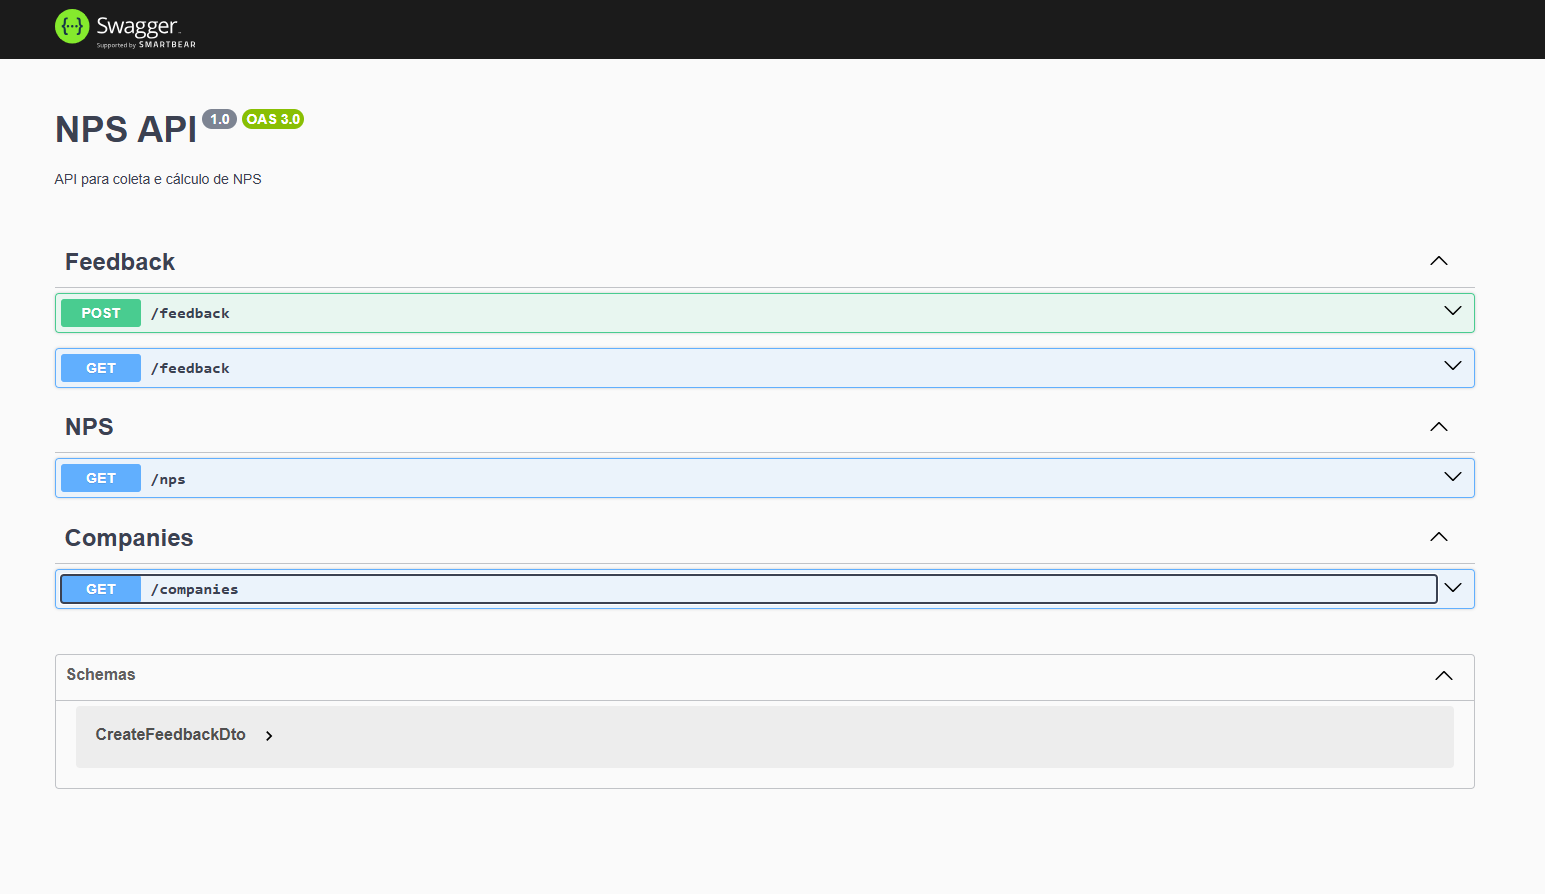 {···} Swagger
Supported by SMARTBEAR
NPS API 1.0 OAS 3.0
API para coleta e cálculo de NPS
Feedback
POST /feedback
GET /feedback
NPS
GET /nps
Companies
GET /companies
Schemas
CreateFeedbackDto